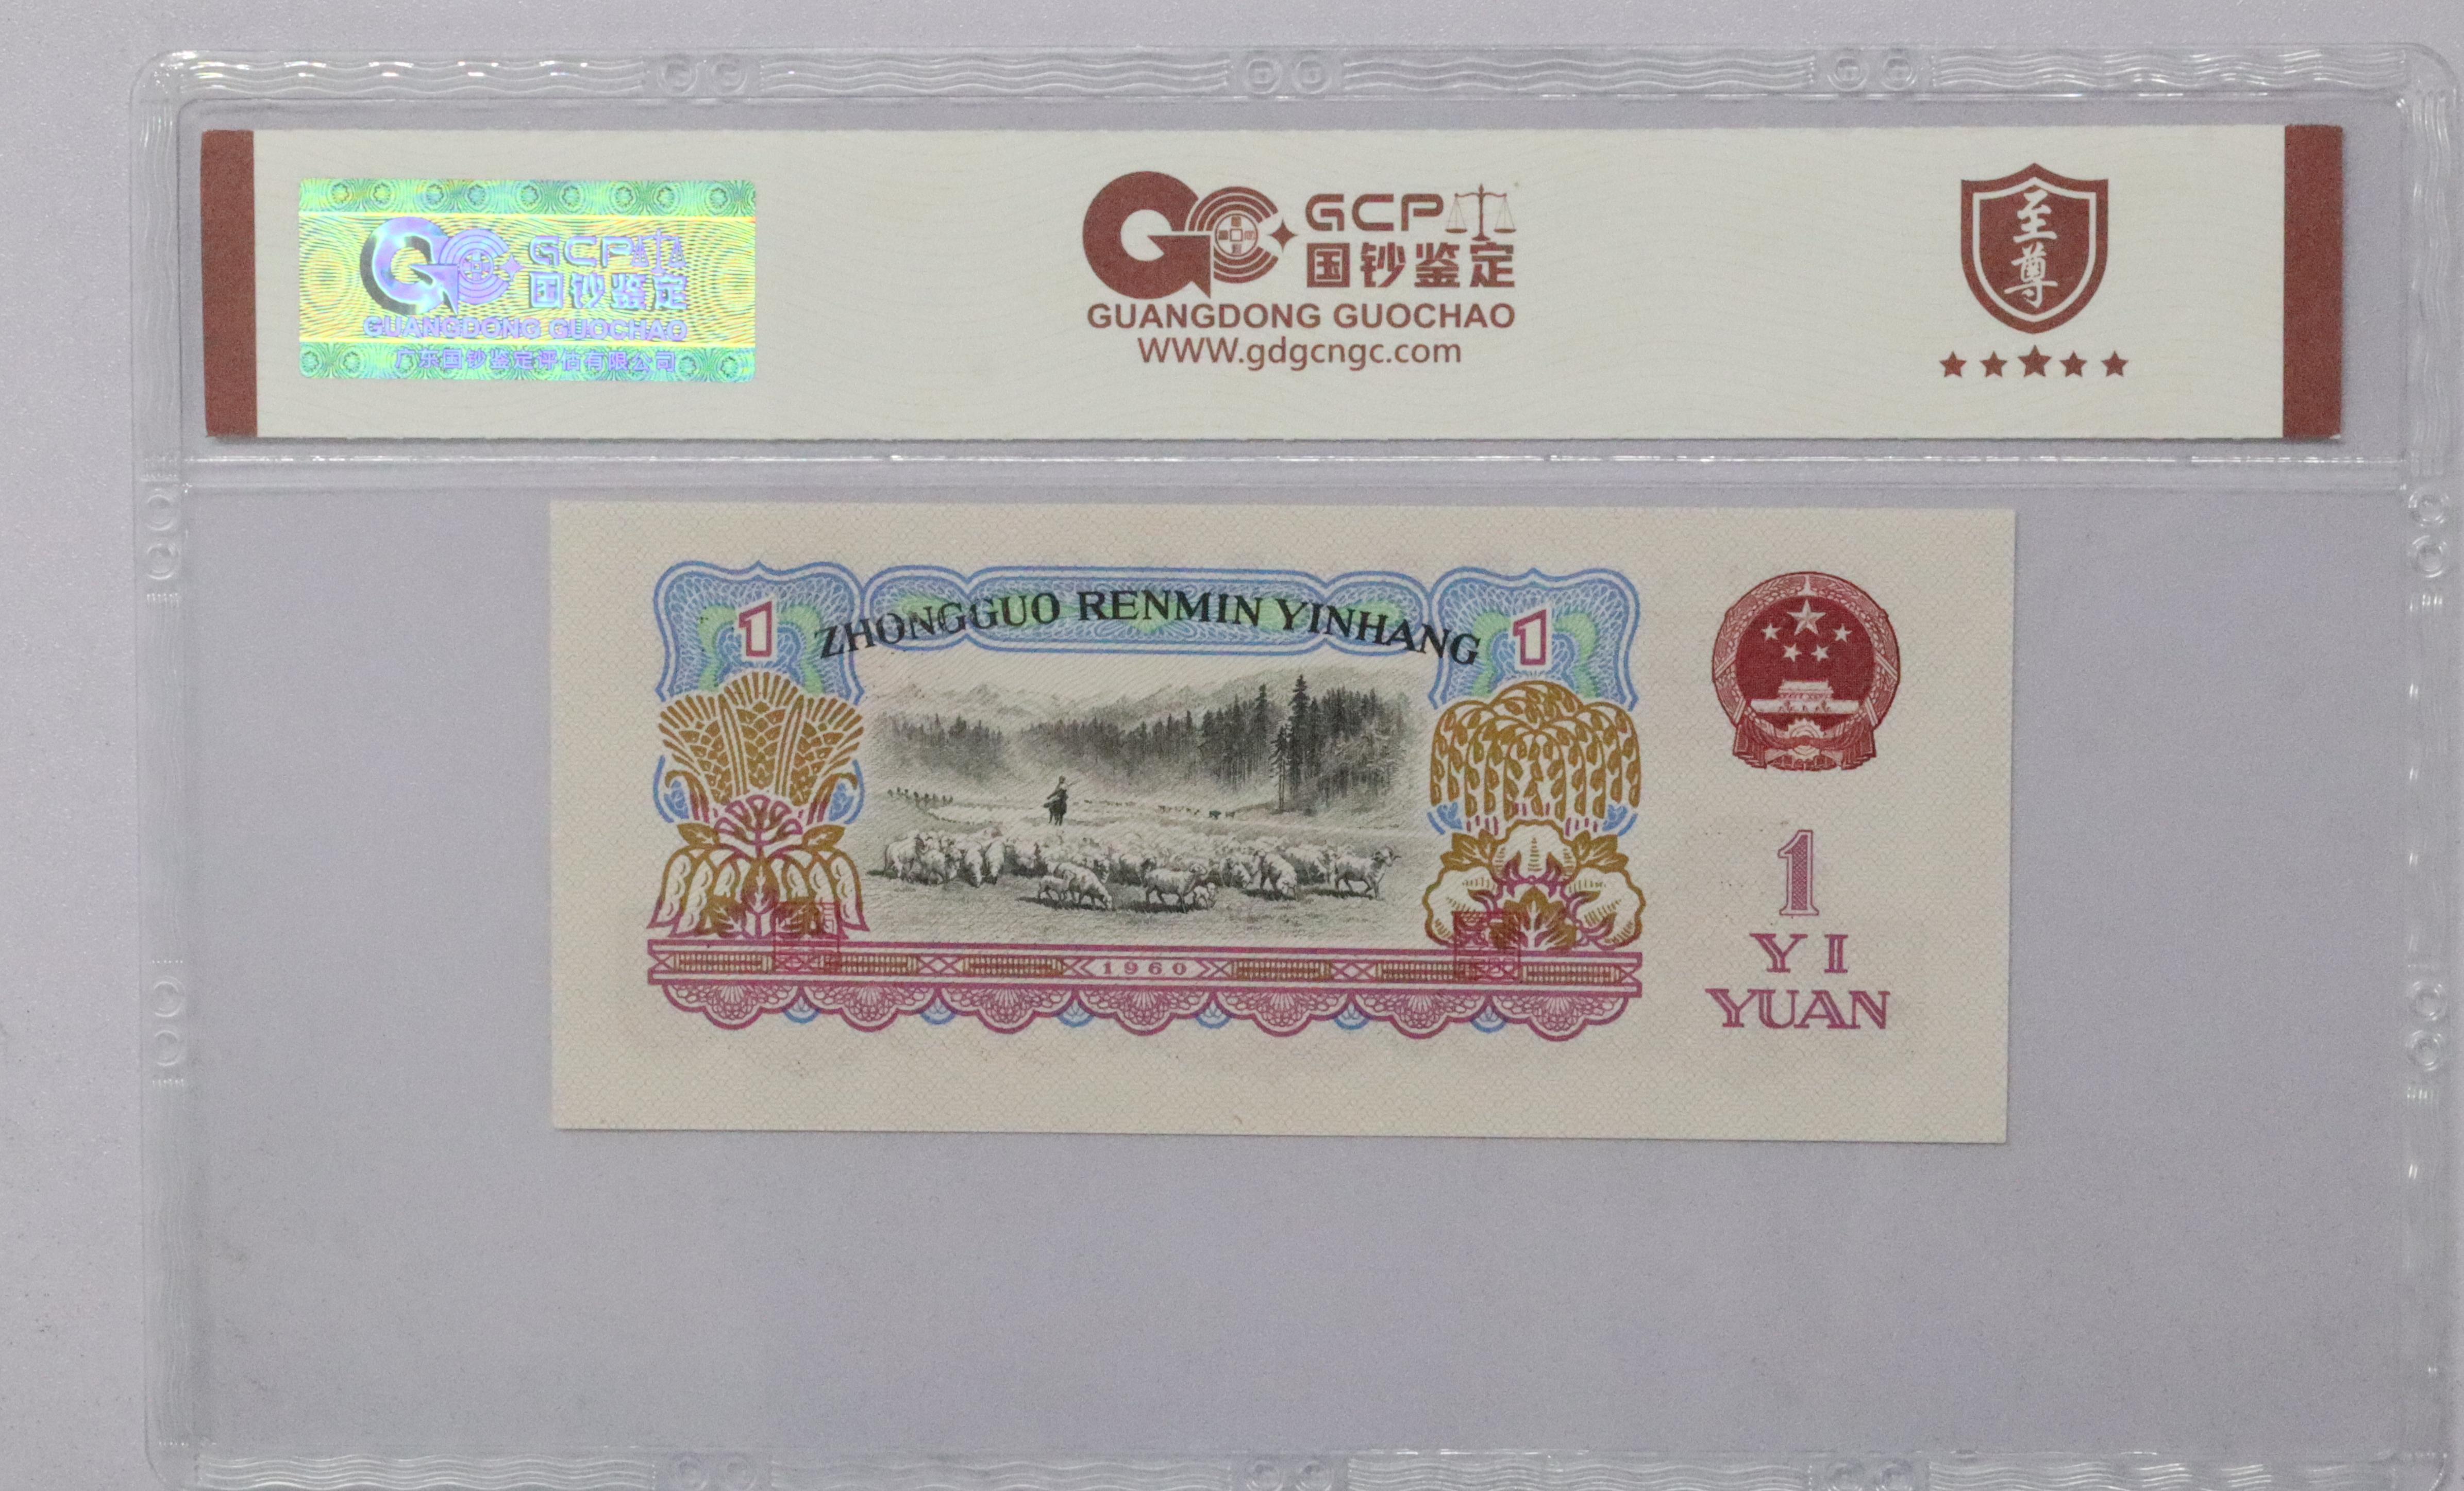 GCP
国钞鉴定
GUANGDONG GUOCHAO
广东国钞鉴定评估有限公司
GCP
国钞鉴定
GUANGDONG GUOCHAO
WWW.gdgcngc.com
至尊
1
ZHONGGUO RENMIN YINHANG
1
1960
1
YI
YUAN